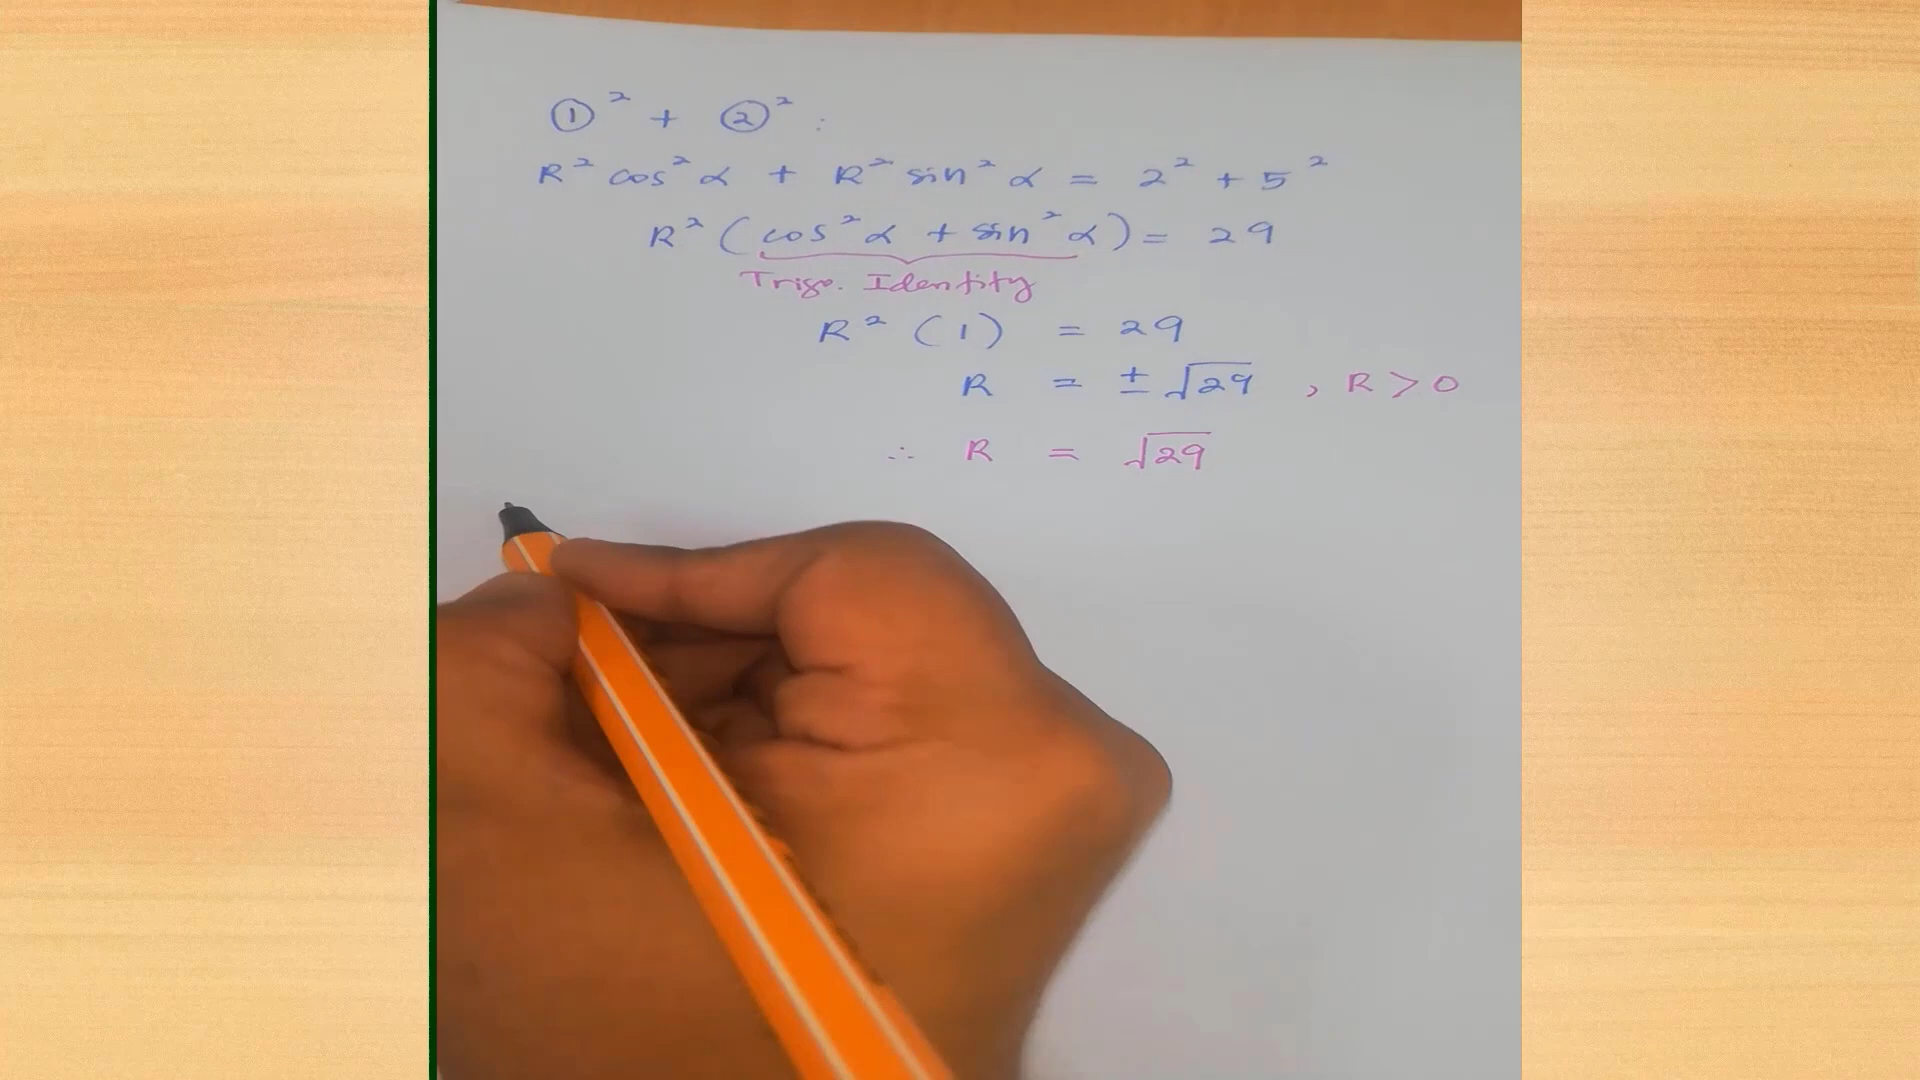 ①² + ②² :
R² cos² α + R² sin² α = 2² + 5²
R² (cos² α + sin² α) = 29
Trigo. Identity
R² (1) = 29
R = ± √29 , R > 0
∴ R = √29